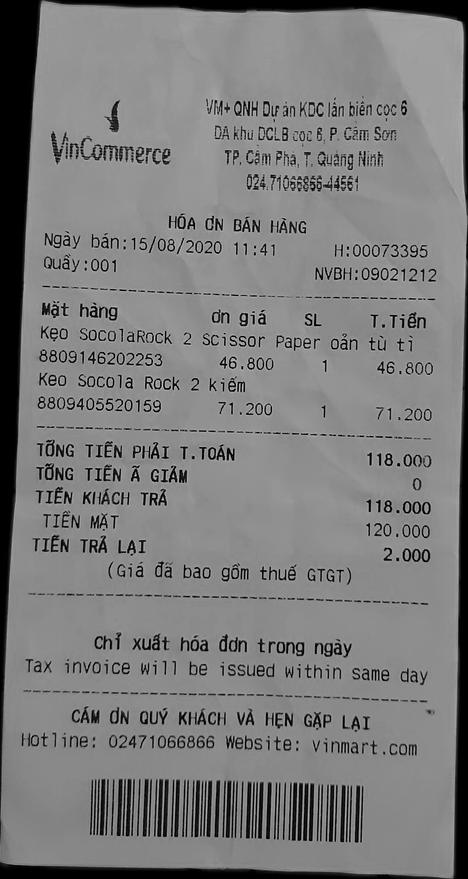 VinCommerce
VM+ QNH Dự án KDC lấn biển cọc 6
DA khu DCLB cọc 6, P. Cẩm Sơn
TP. Cẩm Phả, T. Quảng Ninh
024.71066866-44561
HÓA ƠN BÁN HÀNG
Ngày bán:15/08/2020 11:41 H:00073395
Quầy:001 NVBH:09021212
Mặt hàng ơn giá SL T.Tiền
Kẹo SocolaRock 2 Scissor Paper oản tù tì
8809146202253 46.800 1 46.800
Keo Socola Rock 2 kiếm
8809405520159 71.200 1 71.200
TỔNG TIỀN PHẢI T.TOÁN 118.000
TỔNG TIỀN Ã GIẢM 0
TIỀN KHÁCH TRẢ 118.000
TIỀN MẶT 120.000
TIỀN TRẢ LẠI 2.000
(Giá đã bao gồm thuế GTGT)
Chỉ xuất hóa đơn trong ngày
Tax invoice will be issued within same day
CÁM ƠN QUÝ KHÁCH VÀ HẸN GẶP LẠI
Hotline: 02471066866 Website: vinmart.com